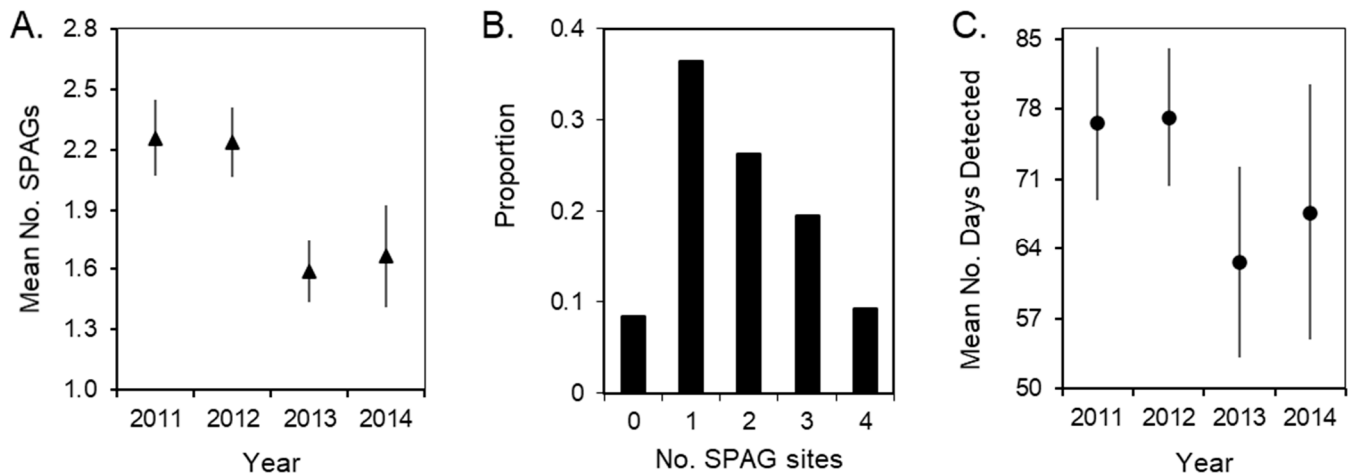 A.
Mean No. SPAGs
2.8
2.5
2.2
1.9
1.6
1.3
1.0
2011 2012 2013 2014
Year
B.
Proportion
0.4
0.3
0.2
0.1
0
0 1 2 3 4
No. SPAG sites
C.
Mean No. Days Detected
85
78
71
64
57
50
2011 2012 2013 2014
Year